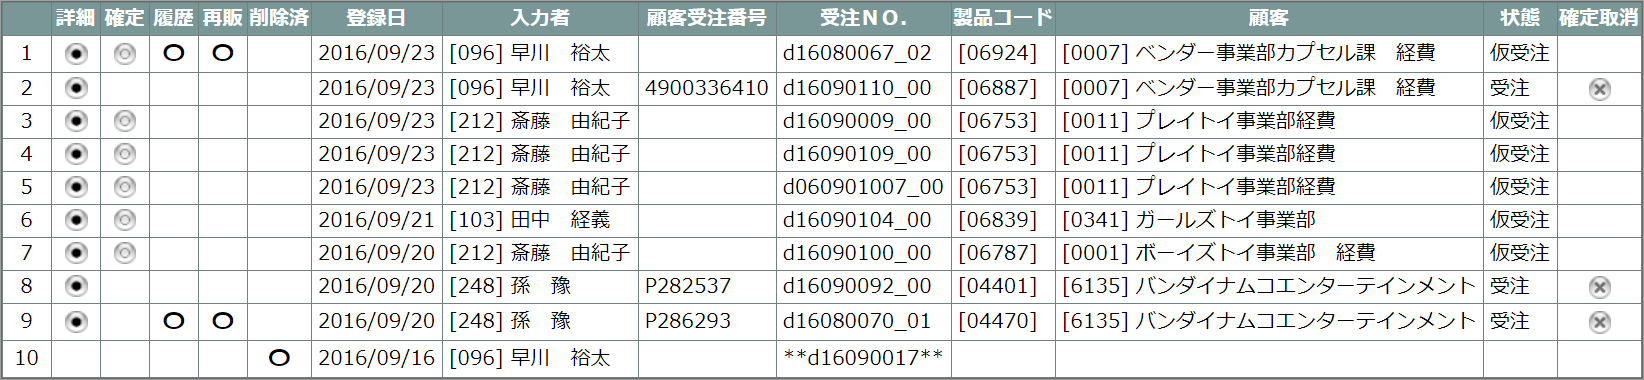 詳細 確定 履歴 再販 削除済 登録日 入力者 顧客受注番号 受注ＮＯ. 製品コード 顧客 状態 確定取消
1 2016/09/23 [096] 早川　裕太 d16080067_02 [06924] [0007] ベンダー事業部カプセル課　経費 仮受注
2 2016/09/23 [096] 早川　裕太 4900336410 d16090110_00 [06887] [0007] ベンダー事業部カプセル課　経費 受注
3 2016/09/23 [212] 斎藤　由紀子 d16090009_00 [06753] [0011] プレイトイ事業部経費 仮受注
4 2016/09/23 [212] 斎藤　由紀子 d16090109_00 [06753] [0011] プレイトイ事業部経費 仮受注
5 2016/09/23 [212] 斎藤　由紀子 d060901007_00 [06753] [0011] プレイトイ事業部経費 仮受注
6 2016/09/21 [103] 田中　経義 d16090104_00 [06839] [0341] ガールズトイ事業部 仮受注
7 2016/09/20 [212] 斎藤　由紀子 d16090100_00 [06787] [0001] ボーイズトイ事業部　経費 仮受注
8 2016/09/20 [248] 孫　豫 P282537 d16090092_00 [04401] [6135] バンダイナムコエンターテインメント 受注
9 2016/09/20 [248] 孫　豫 P286293 d16080070_01 [04470] [6135] バンダイナムコエンターテインメント 受注
10 2016/09/16 [096] 早川　裕太 **d16090017**